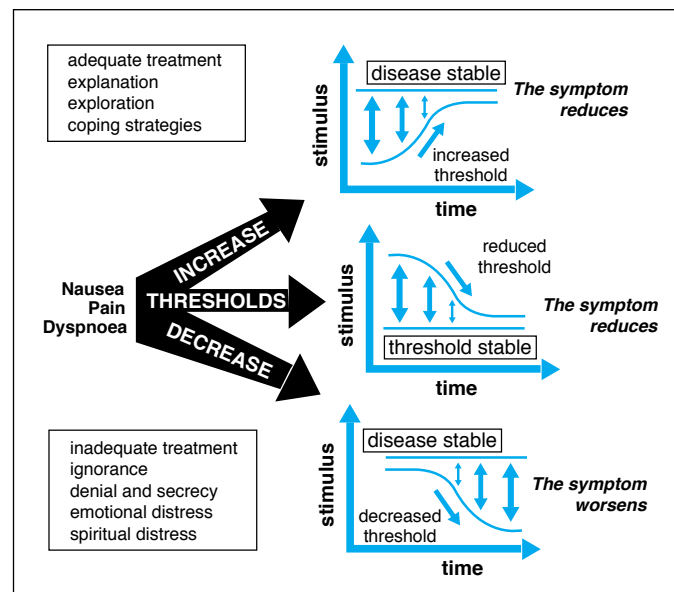 adequate treatment
explanation
exploration
coping strategies
stimulus
disease stable
increased
threshold
time
The symptom
reduces
Nausea
Pain
Dyspnoea
INCREASE
THRESHOLDS
DECREASE
stimulus
reduced
threshold
threshold stable
time
The symptom
reduces
inadequate treatment
ignorance
denial and secrecy
emotional distress
spiritual distress
stimulus
disease stable
decreased
threshold
time
The symptom
worsens